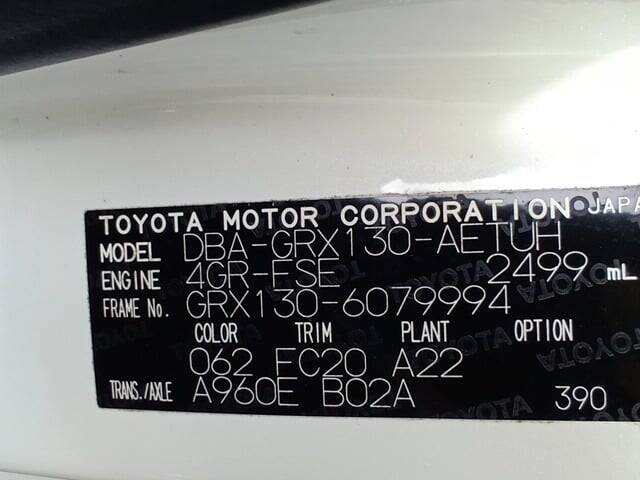 TOYOTA MOTOR CORPORATION JAPA
MODEL DBA-GRX130-AETUH
ENGINE 4GR-FSE 2499 mL
FRAME No. GRX130-6079994
COLOR TRIM PLANT OPTION
062 FC20 A22
TRANS./AXLE A960E B02A 390